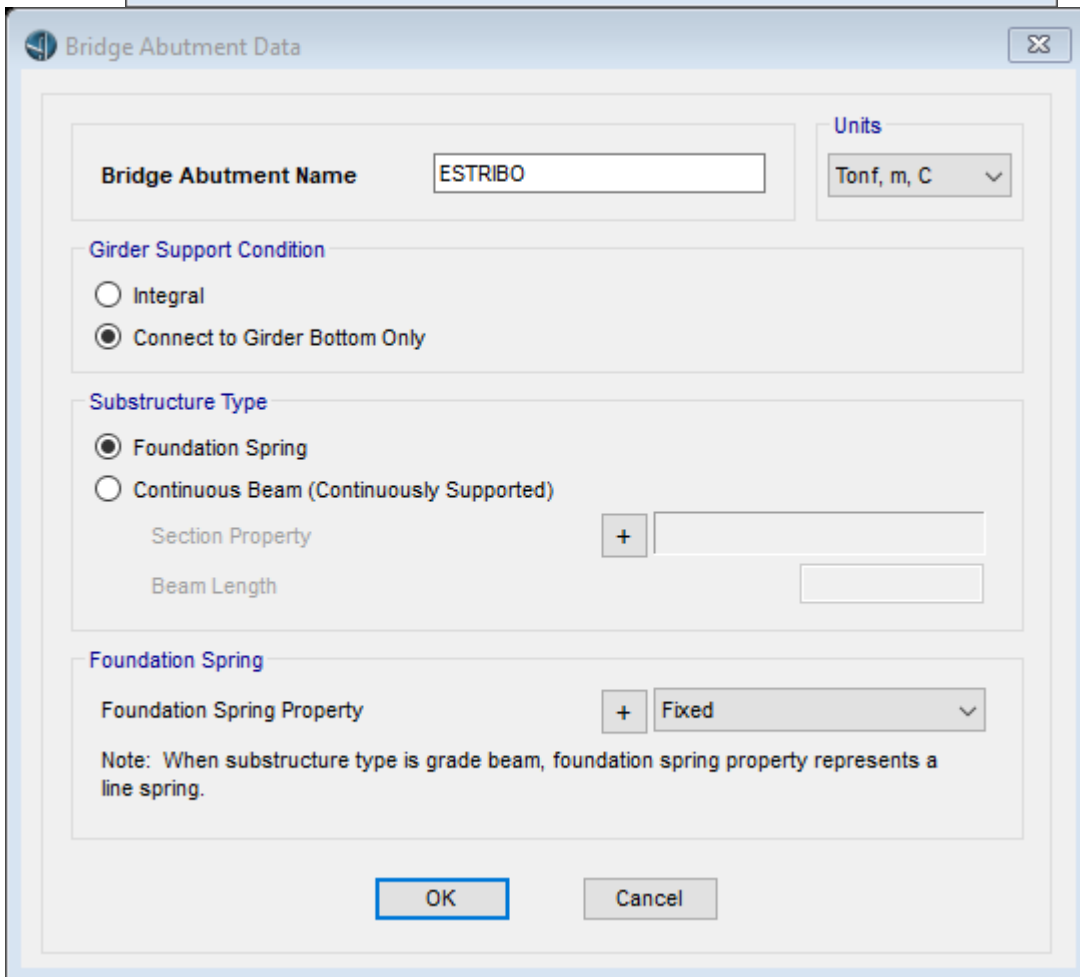 Bridge Abutment Data
Units
Bridge Abutment Name ESTRIBO Tonf, m, C
Girder Support Condition
Integral
Connect to Girder Bottom Only
Substructure Type
Foundation Spring
Continuous Beam (Continuously Supported)
Section Property +
Beam Length
Foundation Spring
Foundation Spring Property + Fixed
Note: When substructure type is grade beam, foundation spring property represents a
line spring.
OK Cancel